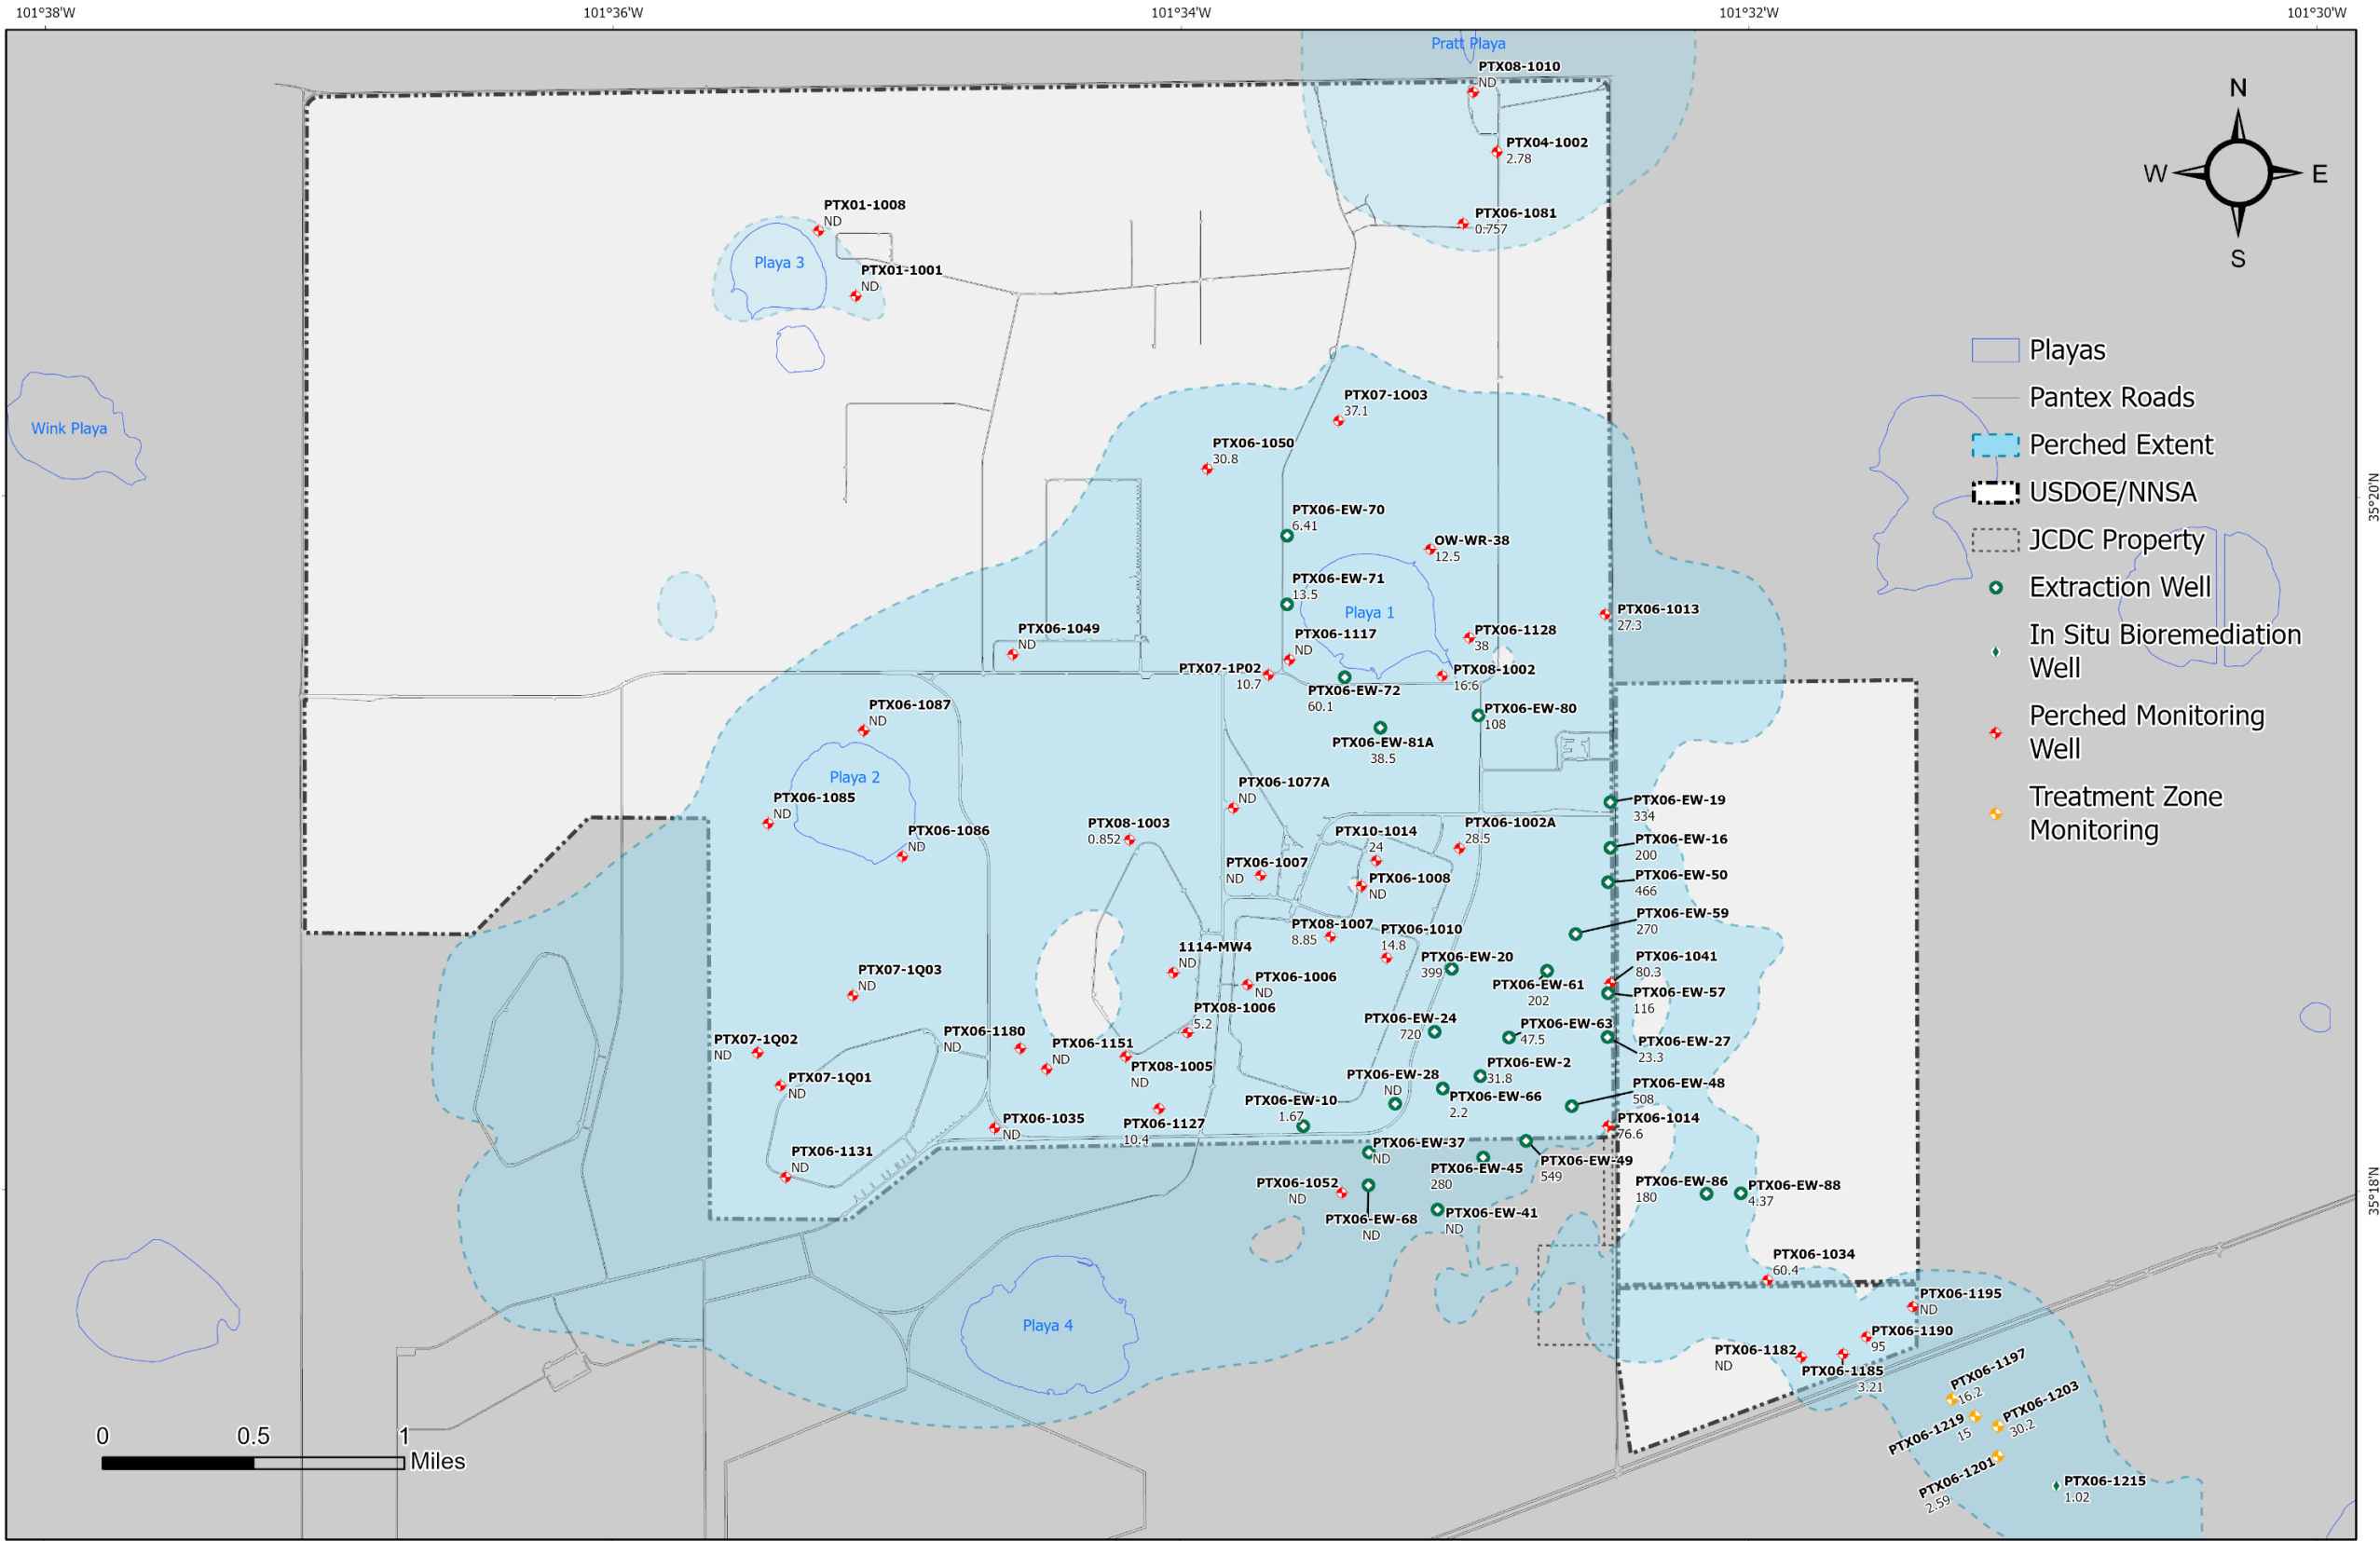 101°38'W
101°36'W
101°34'W
101°32'W
101°30'W
Pratt Playa
PTX08-1010
ND
N
PTX04-1002
2.78
W
E
PTX01-1008
ND
PTX06-1081
0.757
S
Playa 3
PTX01-1001
ND
Playas
Pantex Roads
Perched Extent
USDOE/NNSA
JCDC Property
Extraction Well
In Situ Bioremediation
Well
Perched Monitoring
Well
Treatment Zone
Monitoring
PTX07-1O03
37.1
Wink Playa
PTX06-1050
30.8
35°20'N
PTX06-EW-70
6.41
OW-WR-38
12.5
PTX06-EW-71
13.5
Playa 1
PTX06-1013
27.3
PTX06-1049
ND
PTX06-1117
ND
PTX06-1128
38
PTX07-1P02
10.7
PTX08-1002
16.6
PTX06-EW-72
60.1
PTX06-1087
ND
PTX06-EW-80
108
PTX06-EW-81A
38.5
Playa 2
PTX06-1085
ND
PTX06-1077A
ND
PTX06-EW-19
334
PTX08-1003
0.852
PTX06-1086
ND
PTX10-1014
24
PTX06-1002A
28.5
PTX06-EW-16
200
PTX06-1007
ND
PTX06-1008
ND
PTX06-EW-50
466
PTX08-1007
8.85
PTX06-1010
14.8
PTX06-EW-59
270
1114-MW4
ND
PTX06-EW-20
399
PTX06-1041
80.3
PTX07-1Q03
ND
PTX06-1006
ND
PTX06-EW-61
202
PTX06-EW-57
116
PTX08-1006
5.2
PTX06-EW-24
720
PTX06-EW-63
47.5
PTX07-1Q02
ND
PTX06-1180
ND
PTX06-1151
ND
PTX06-EW-27
23.3
PTX08-1005
ND
PTX06-EW-28
ND
PTX06-EW-2
31.8
PTX07-1Q01
ND
PTX06-EW-48
508
PTX06-EW-10
1.67
PTX06-EW-66
2.2
PTX06-1035
ND
PTX06-1127
10.4
PTX06-1014
76.6
PTX06-1131
ND
PTX06-EW-37
ND
PTX06-EW-45
280
PTX06-EW-49
549
PTX06-1052
ND
PTX06-EW-86
180
PTX06-EW-88
4.37
35°18'N
PTX06-EW-68
ND
PTX06-EW-41
ND
PTX06-1034
60.4
PTX06-1195
ND
Playa 4
PTX06-1190
95
PTX06-1182
ND
PTX06-1185
3.21
PTX06-1197
16.2
PTX06-1203
30.2
PTX06-1219
15
PTX06-1201
2.59
PTX06-1215
1.02
0 0.5 1
Miles